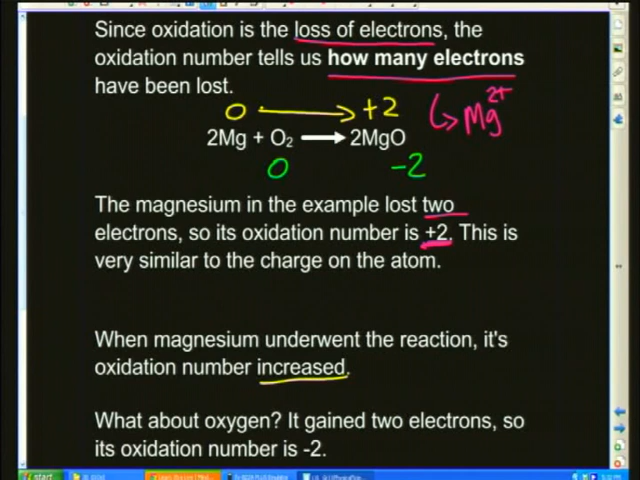 Since oxidation is the loss of electrons, the
oxidation number tells us how many electrons
have been lost.
0 → +2
↳ Mg²⁺
2Mg + O₂ → 2MgO
0 -2
The magnesium in the example lost two
electrons, so its oxidation number is +2. This is
very similar to the charge on the atom.
When magnesium underwent the reaction, it's
oxidation number increased.
What about oxygen? It gained two electrons, so
its oxidation number is -2.
start